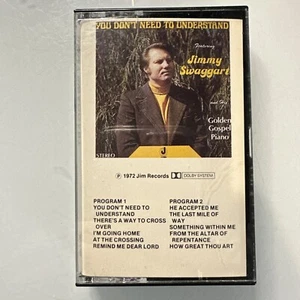 YOU DON'T NEED TO UNDERSTAND
Featuring
Jimmy
Swaggart
and His
Golden
Gospel
Piano
STEREO
J
℗ 1972 Jim Records DOLBY SYSTEM
PROGRAM 1
YOU DON'T NEED TO
UNDERSTAND
THERE'S A WAY TO CROSS
OVER
I'M GOING HOME
AT THE CROSSING
REMIND ME DEAR LORD
PROGRAM 2
HE ACCEPTED ME
THE LAST MILE OF
WAY
SOMETHING WITHIN ME
FROM THE ALTAR OF
REPENTANCE
HOW GREAT THOU ART